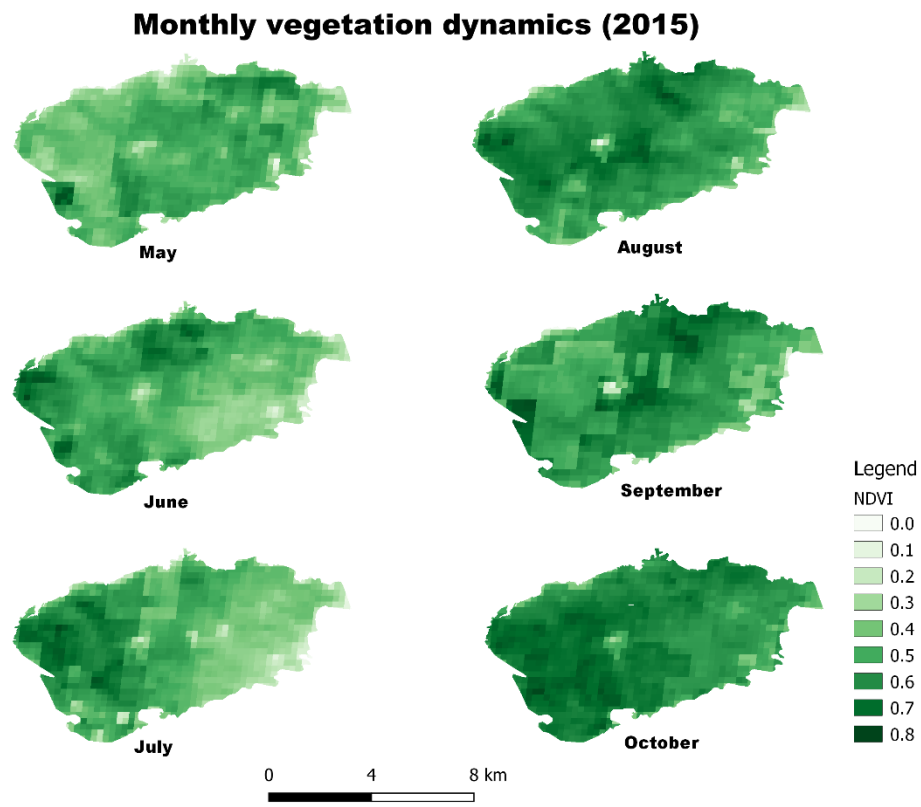 Monthly vegetation dynamics (2015)
May
August
June
September
July
October
Legend
NDVI
0.0
0.1
0.2
0.3
0.4
0.5
0.6
0.7
0.8
0 4 8 km